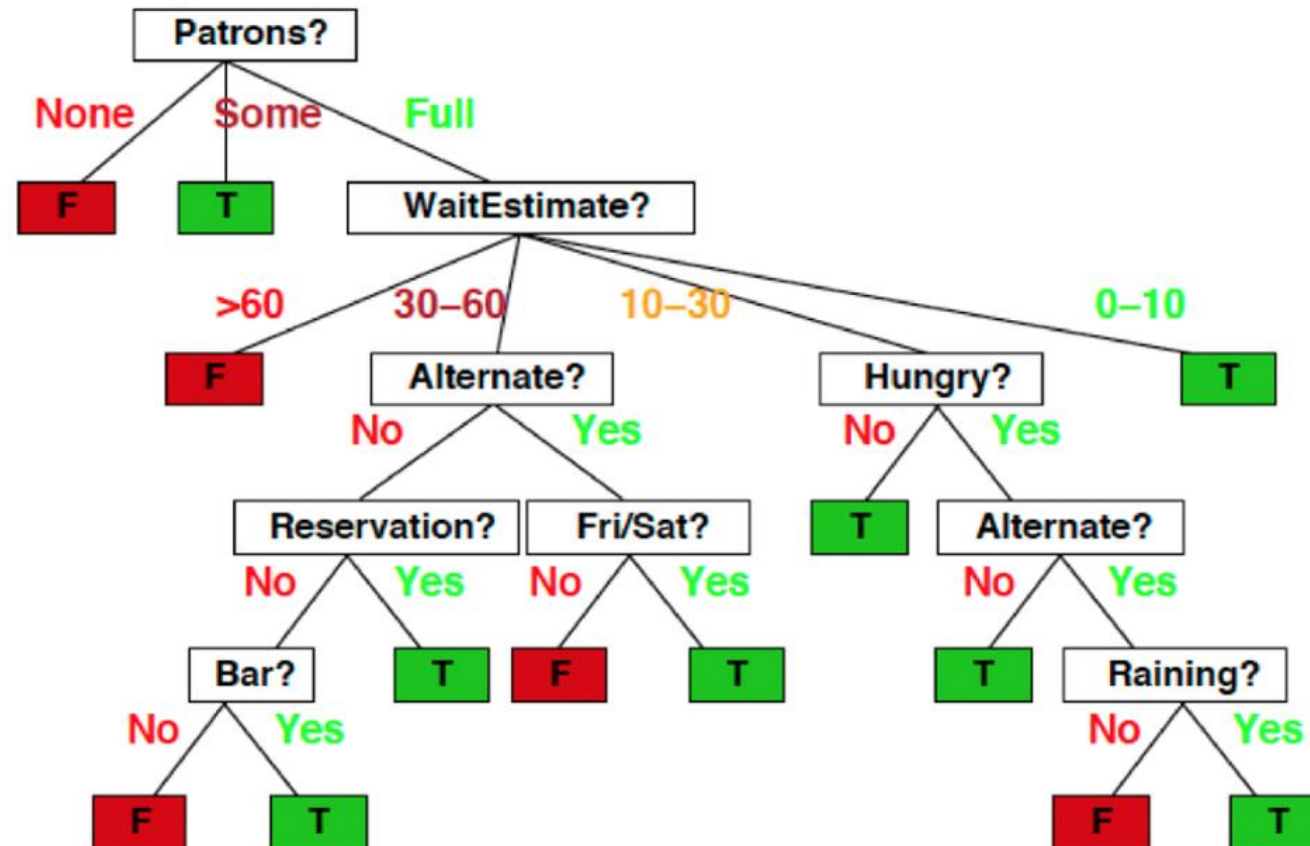 Patrons?
None Some Full
F T WaitEstimate?
>60 30–60 10–30 0–10
F Alternate? Hungry? T
No Yes No Yes
Reservation? Fri/Sat? T Alternate?
No Yes No Yes No Yes
Bar? T F T T Raining?
No Yes No Yes
F T F T